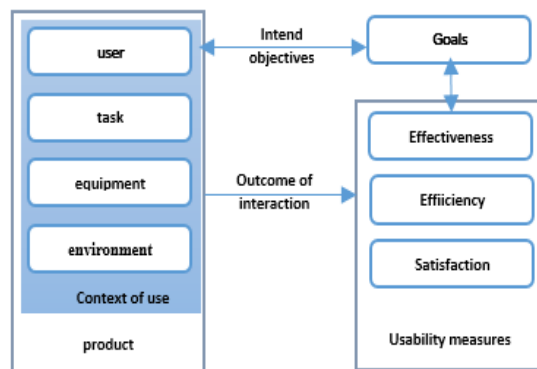 user
Intend
objectives
Goals
task
Effectiveness
equipment
Outcome of
interaction
Effiiciency
environment
Satisfaction
Context of use
product
Usability measures